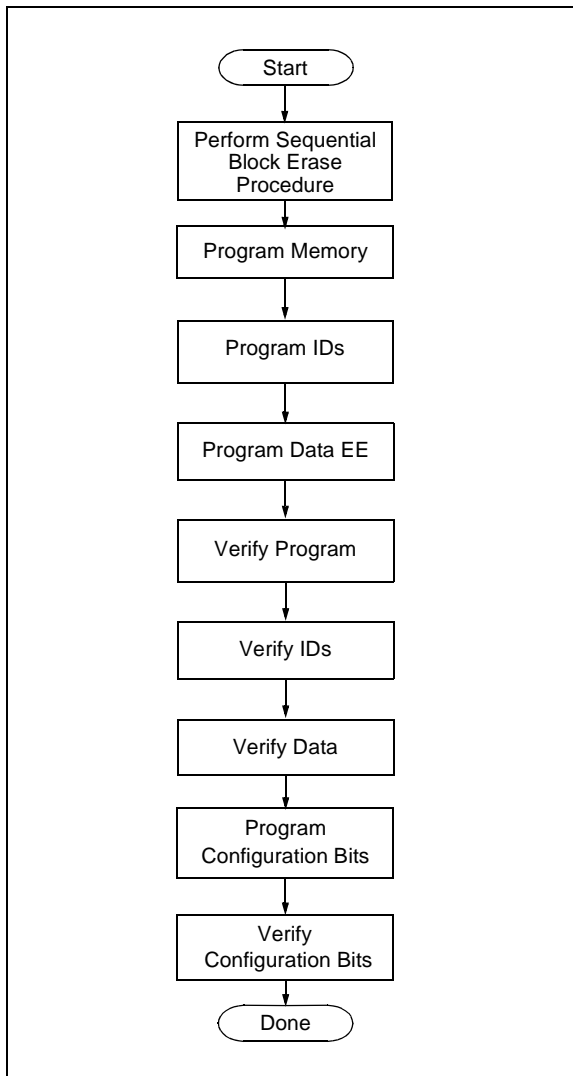 Start
Perform Sequential
Block Erase
Procedure
Program Memory
Program IDs
Program Data EE
Verify Program
Verify IDs
Verify Data
Program
Configuration Bits
Verify
Configuration Bits
Done